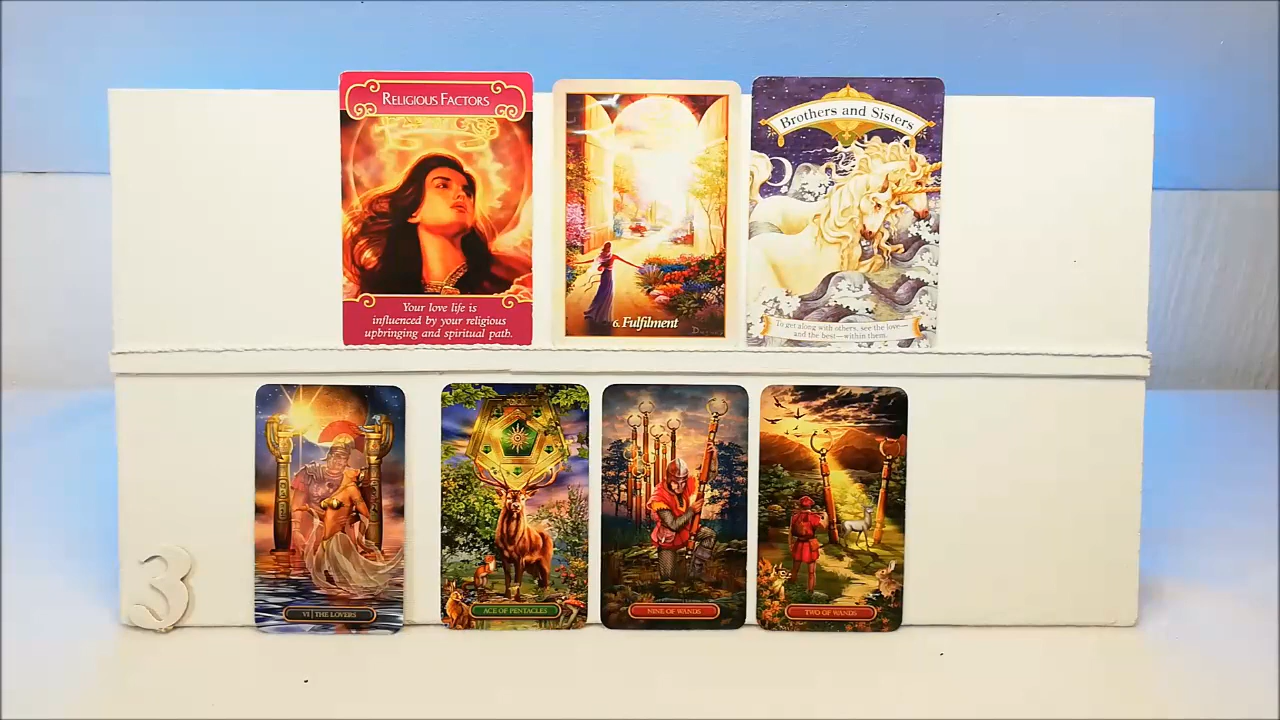 RELIGIOUS FACTORS
Your love life is
influenced by your religious
upbringing and spiritual path.
6. Fulfilment
Brothers and Sisters
To get along with others, see the love—
and the best—within them.
3
VI | THE LOVERS
ACE OF PENTACLES
NINE OF WANDS
TWO OF WANDS